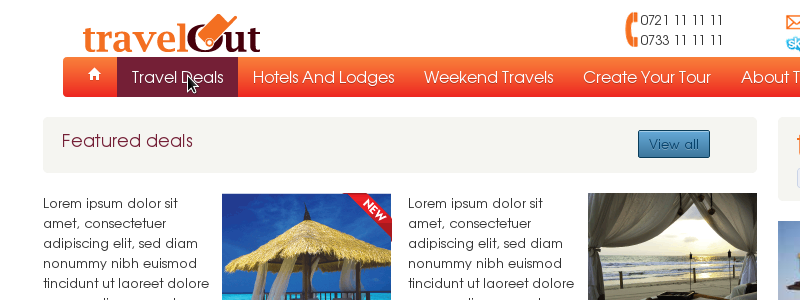 travelOut
0721 11 11 11
0733 11 11 11
Travel Deals Hotels And Lodges Weekend Travels Create Your Tour About T
Featured deals
View all
Lorem ipsum dolor sit
amet, consectetuer
adipiscing elit, sed diam
nonummy nibh euismod
tincidunt ut laoreet dolore
NEW
Lorem ipsum dolor sit
amet, consectetuer
adipiscing elit, sed diam
nonummy nibh euismod
tincidunt ut laoreet dolore